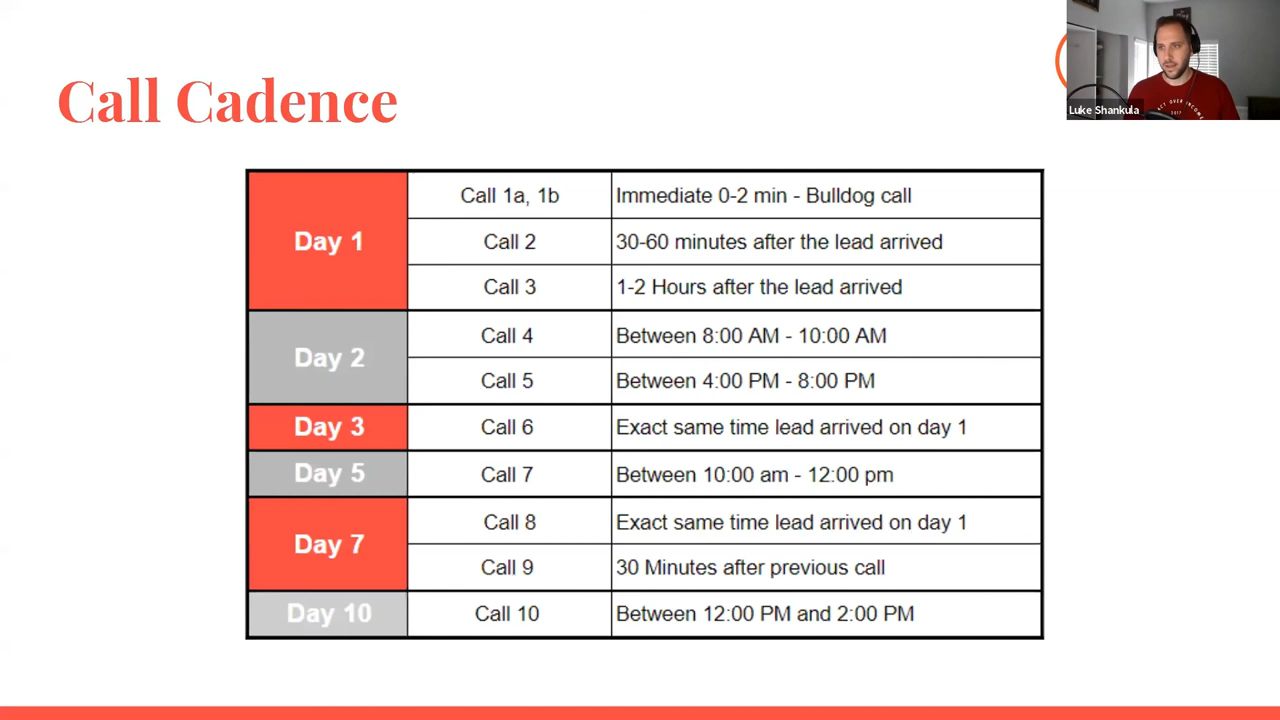 Call Cadence
Luke Shankula
ACT OVER INCOME
2017
Day 1
Call 1a, 1b
Immediate 0-2 min - Bulldog call
Call 2
30-60 minutes after the lead arrived
Call 3
1-2 Hours after the lead arrived
Day 2
Call 4
Between 8:00 AM - 10:00 AM
Call 5
Between 4:00 PM - 8:00 PM
Day 3
Call 6
Exact same time lead arrived on day 1
Day 5
Call 7
Between 10:00 am - 12:00 pm
Day 7
Call 8
Exact same time lead arrived on day 1
Call 9
30 Minutes after previous call
Day 10
Call 10
Between 12:00 PM and 2:00 PM